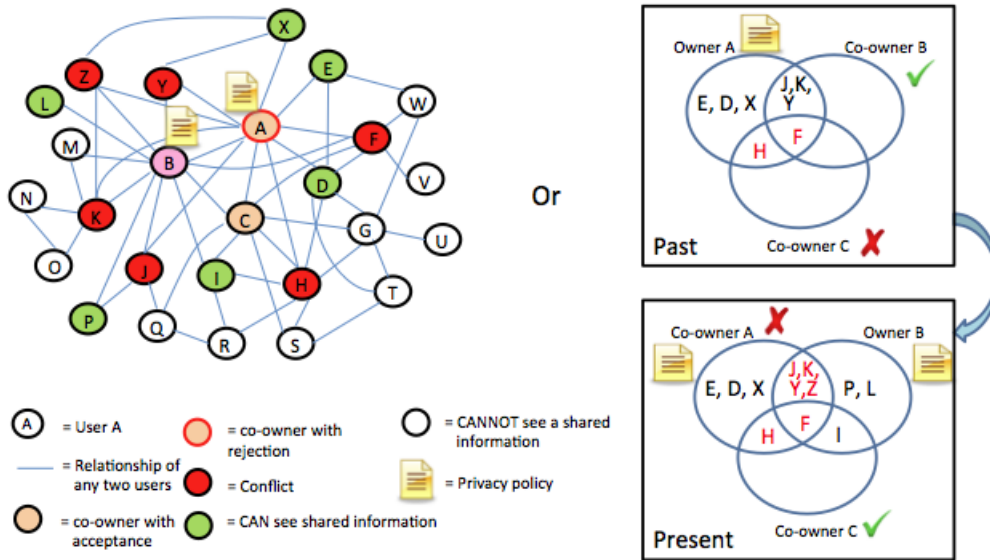 X
Z
Y
E
L
W
A
F
M
B
D
V
N
K
C
G
U
O
J
I
H
T
P
Q
R
S
A
= User A
= Relationship of
any two users
= co-owner with
acceptance
= co-owner with
rejection
= Conflict
= CAN see shared information
= CANNOT see a shared
information
= Privacy policy
Or
Owner A
Co-owner B
E, D, X
J,K,
Y
H
F
Co-owner C
Past
Co-owner A
Owner B
E, D, X
J,K,
Y,Z
P, L
H
F
I
Co-owner C
Present